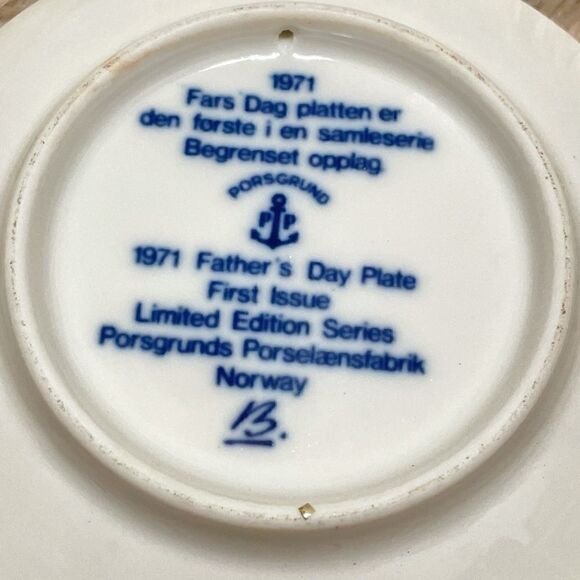 1971
Fars Dag platten er
den første i en samleserie
Begrenset opplag
PORSGRUND
P P
1971 Father's Day Plate
First Issue
Limited Edition Series
Porsgrunds Porselænsfabrik
Norway
B.